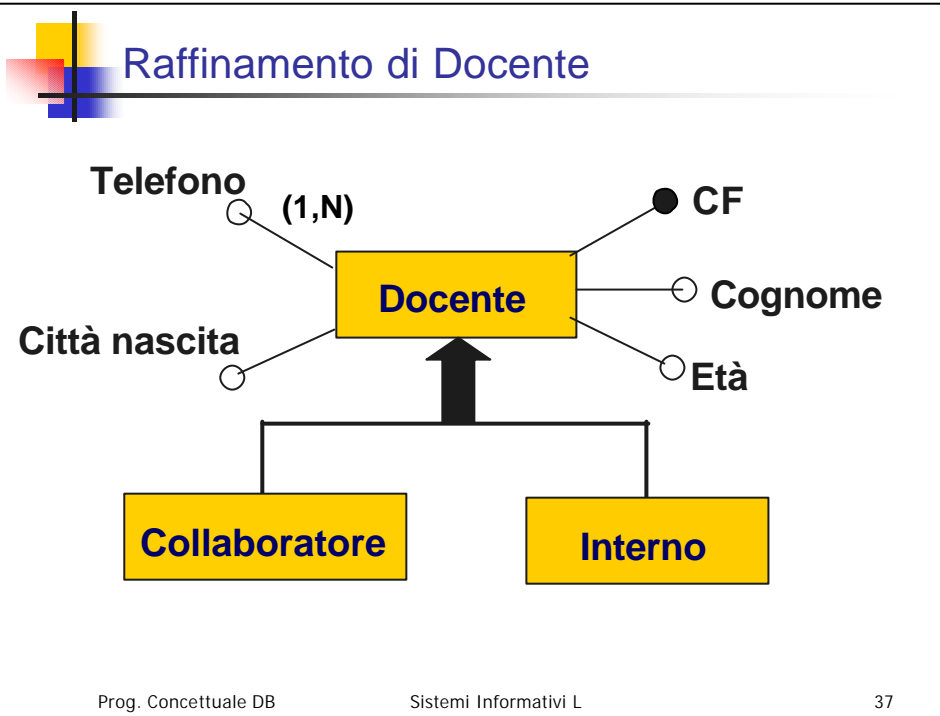 Raffinamento di Docente
Telefono
(1,N)
CF
Docente
Cognome
Città nascita
Età
Collaboratore
Interno
Prog. Concettuale DB Sistemi Informativi L 37